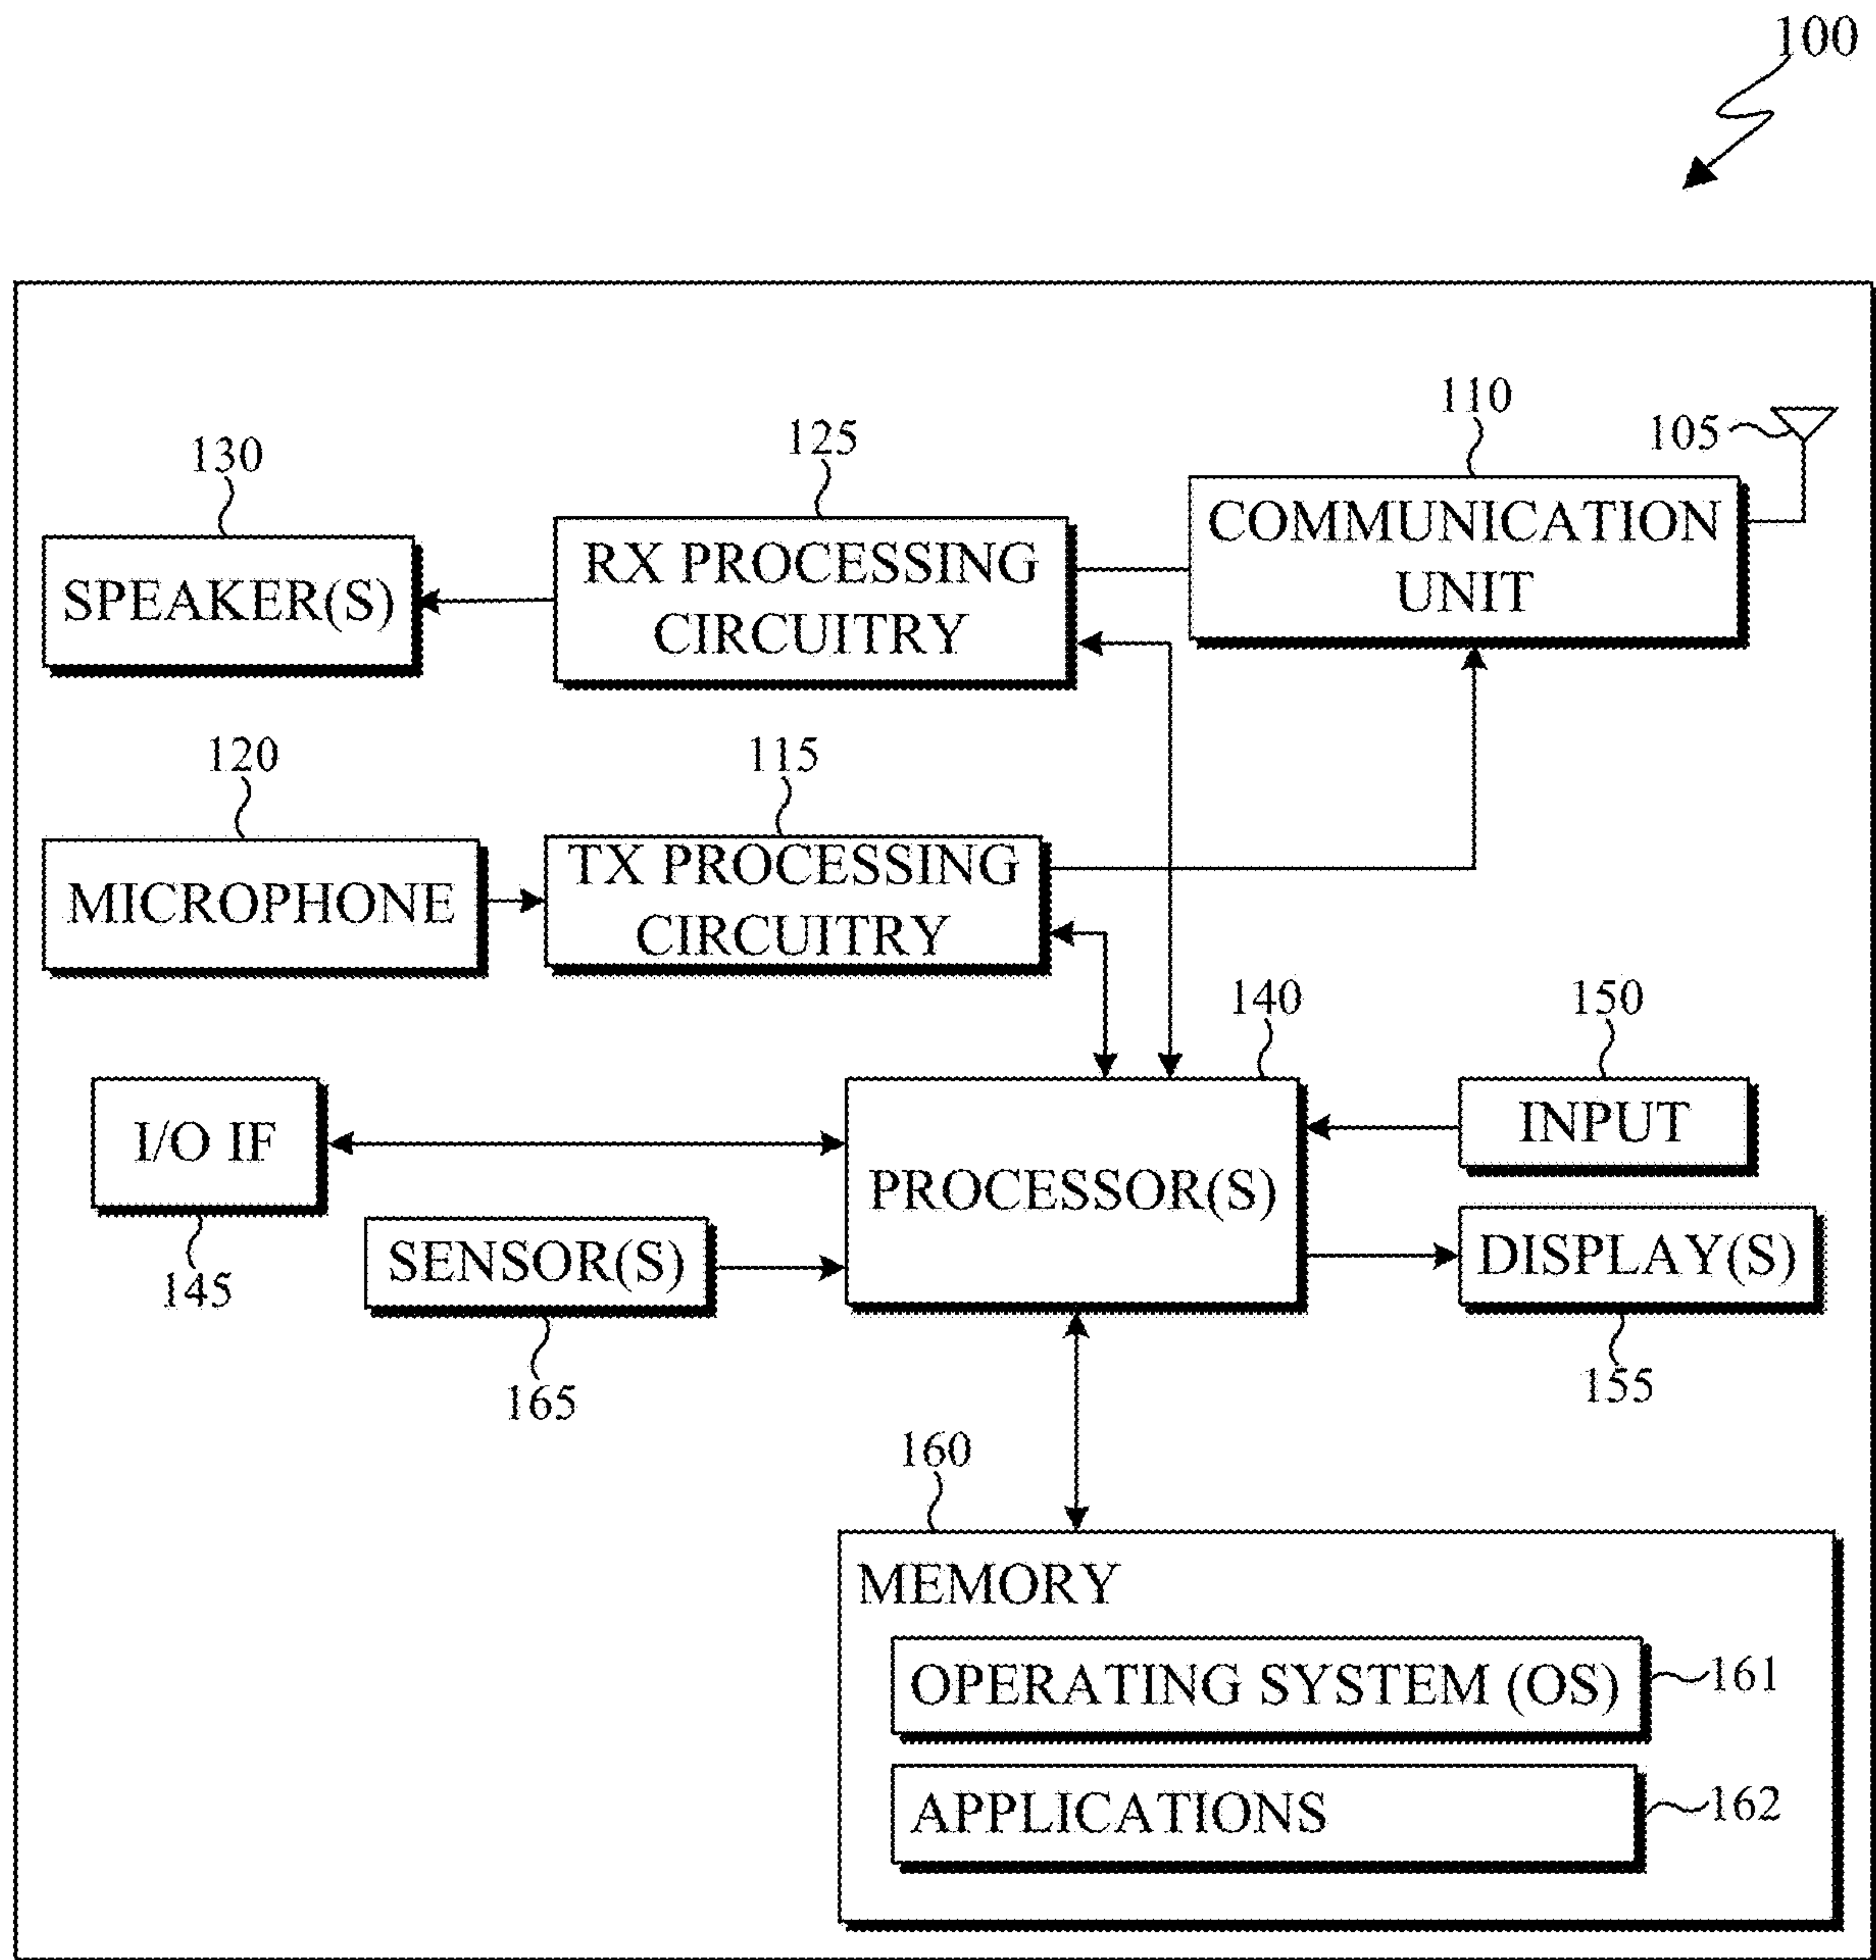 100
110
105
125
130
COMMUNICATION
UNIT
RX PROCESSING
CIRCUITRY
SPEAKER(S)
120
115
TX PROCESSING
CIRCUITRY
MICROPHONE
140
150
I/O IF
INPUT
PROCESSOR(S)
SENSOR(S)
DISPLAY(S)
145
165
155
160
MEMORY
OPERATING SYSTEM (OS)
161
APPLICATIONS
162